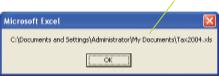 Microsoft Excel
C:\Documents and Settings\Administrator\My Documents\Tax2004.xls
OK